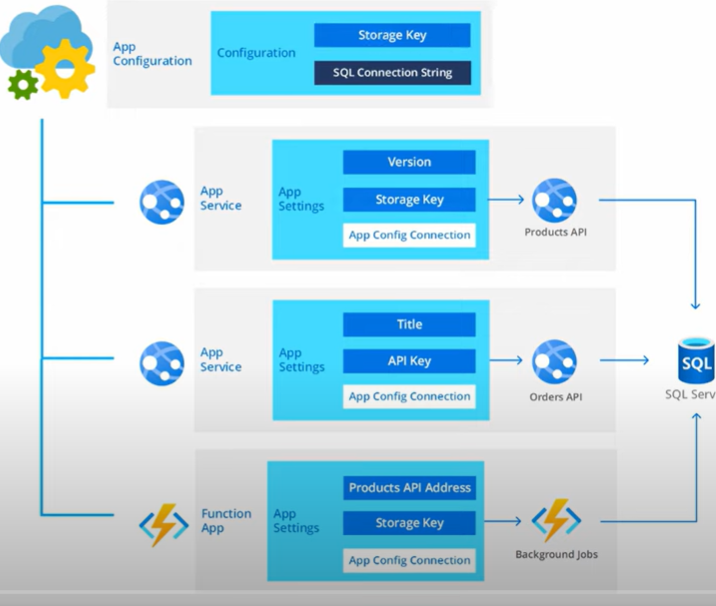 App
Configuration
Configuration
Storage Key
SQL Connection String
App
Service
App
Settings
Version
Storage Key
App Config Connection
Products API
App
Service
App
Settings
Title
API Key
App Config Connection
Orders API
SQL
SQL Serv
Function
App
App
Settings
Products API Address
Storage Key
App Config Connection
Background Jobs